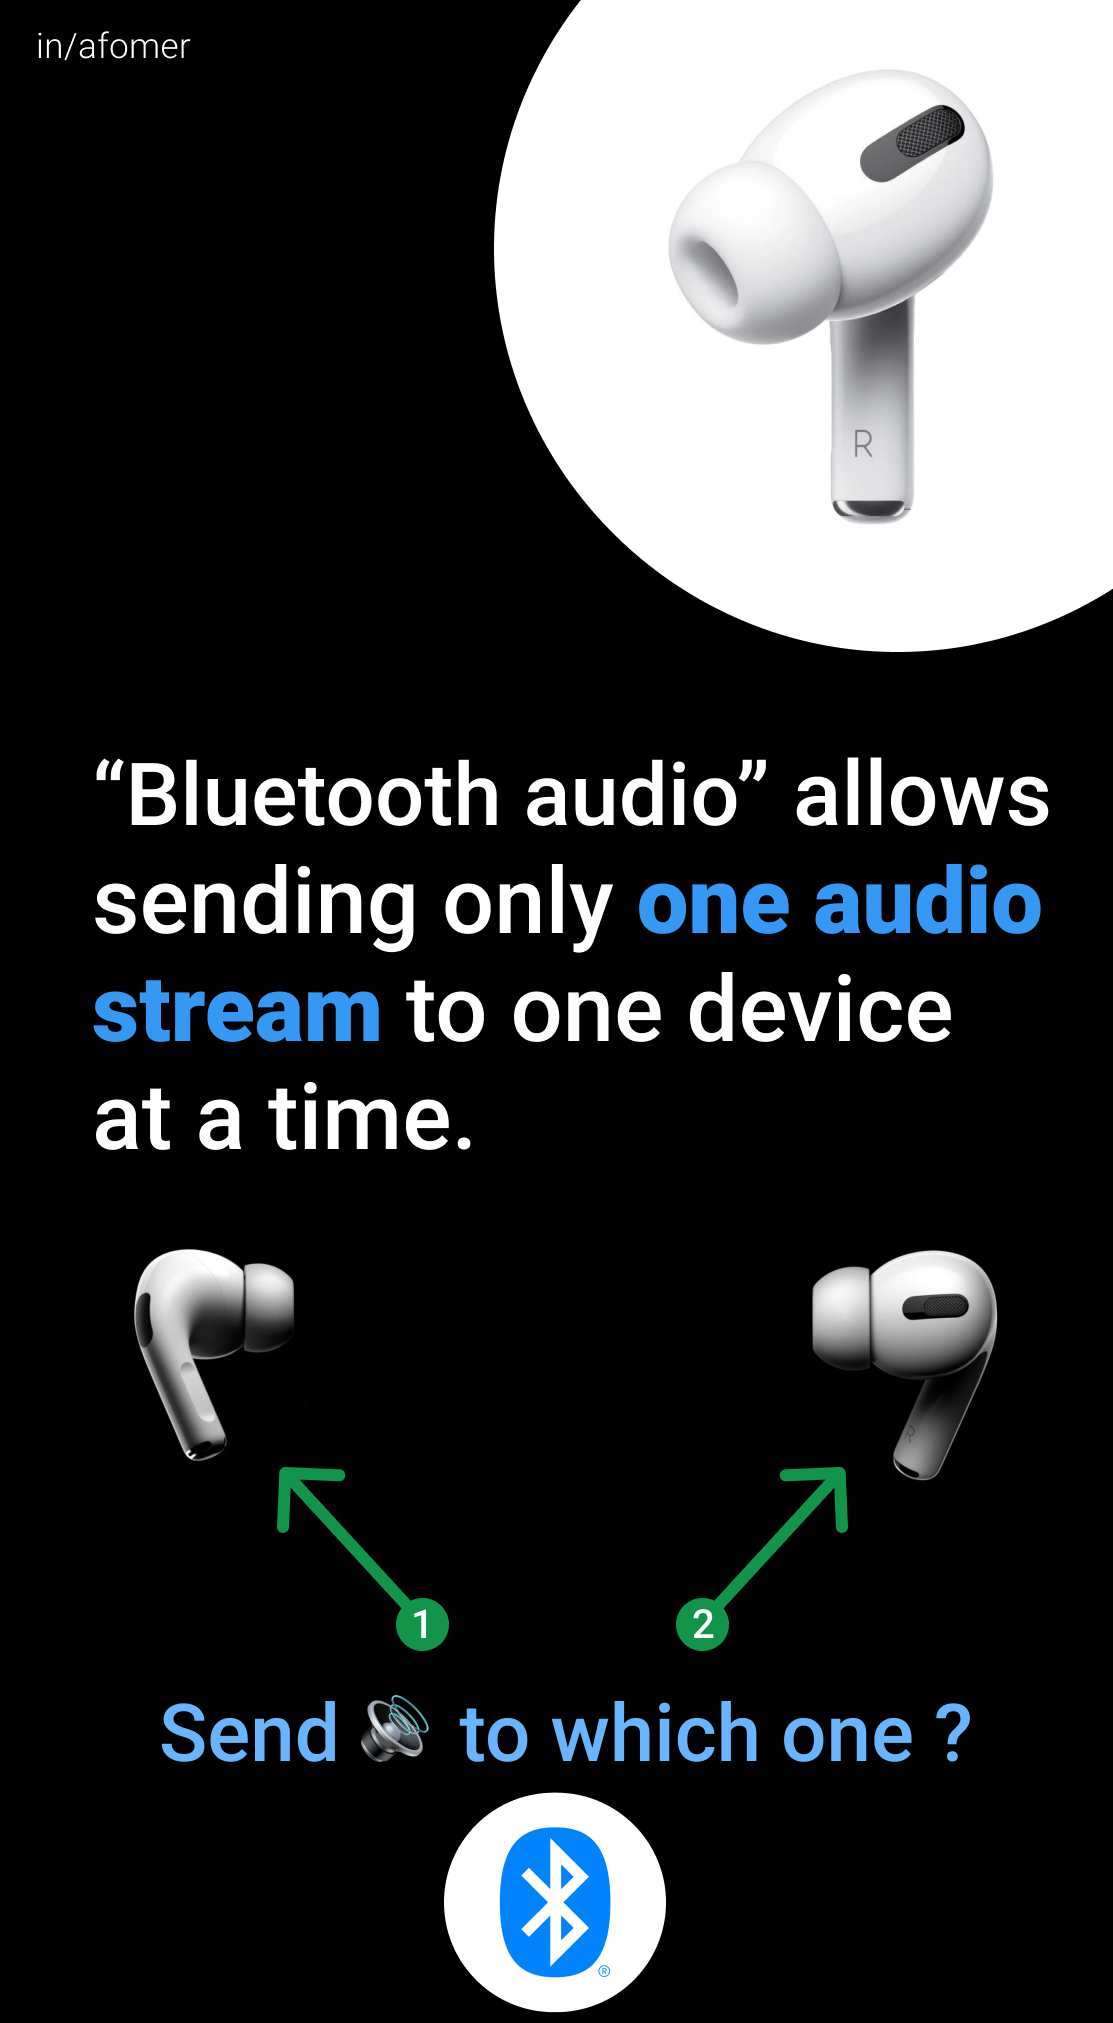 in/afomer
R
“Bluetooth audio” allows
sending only one audio
stream to one device
at a time.
R
1
2
Send 🔊 to which one ?
®